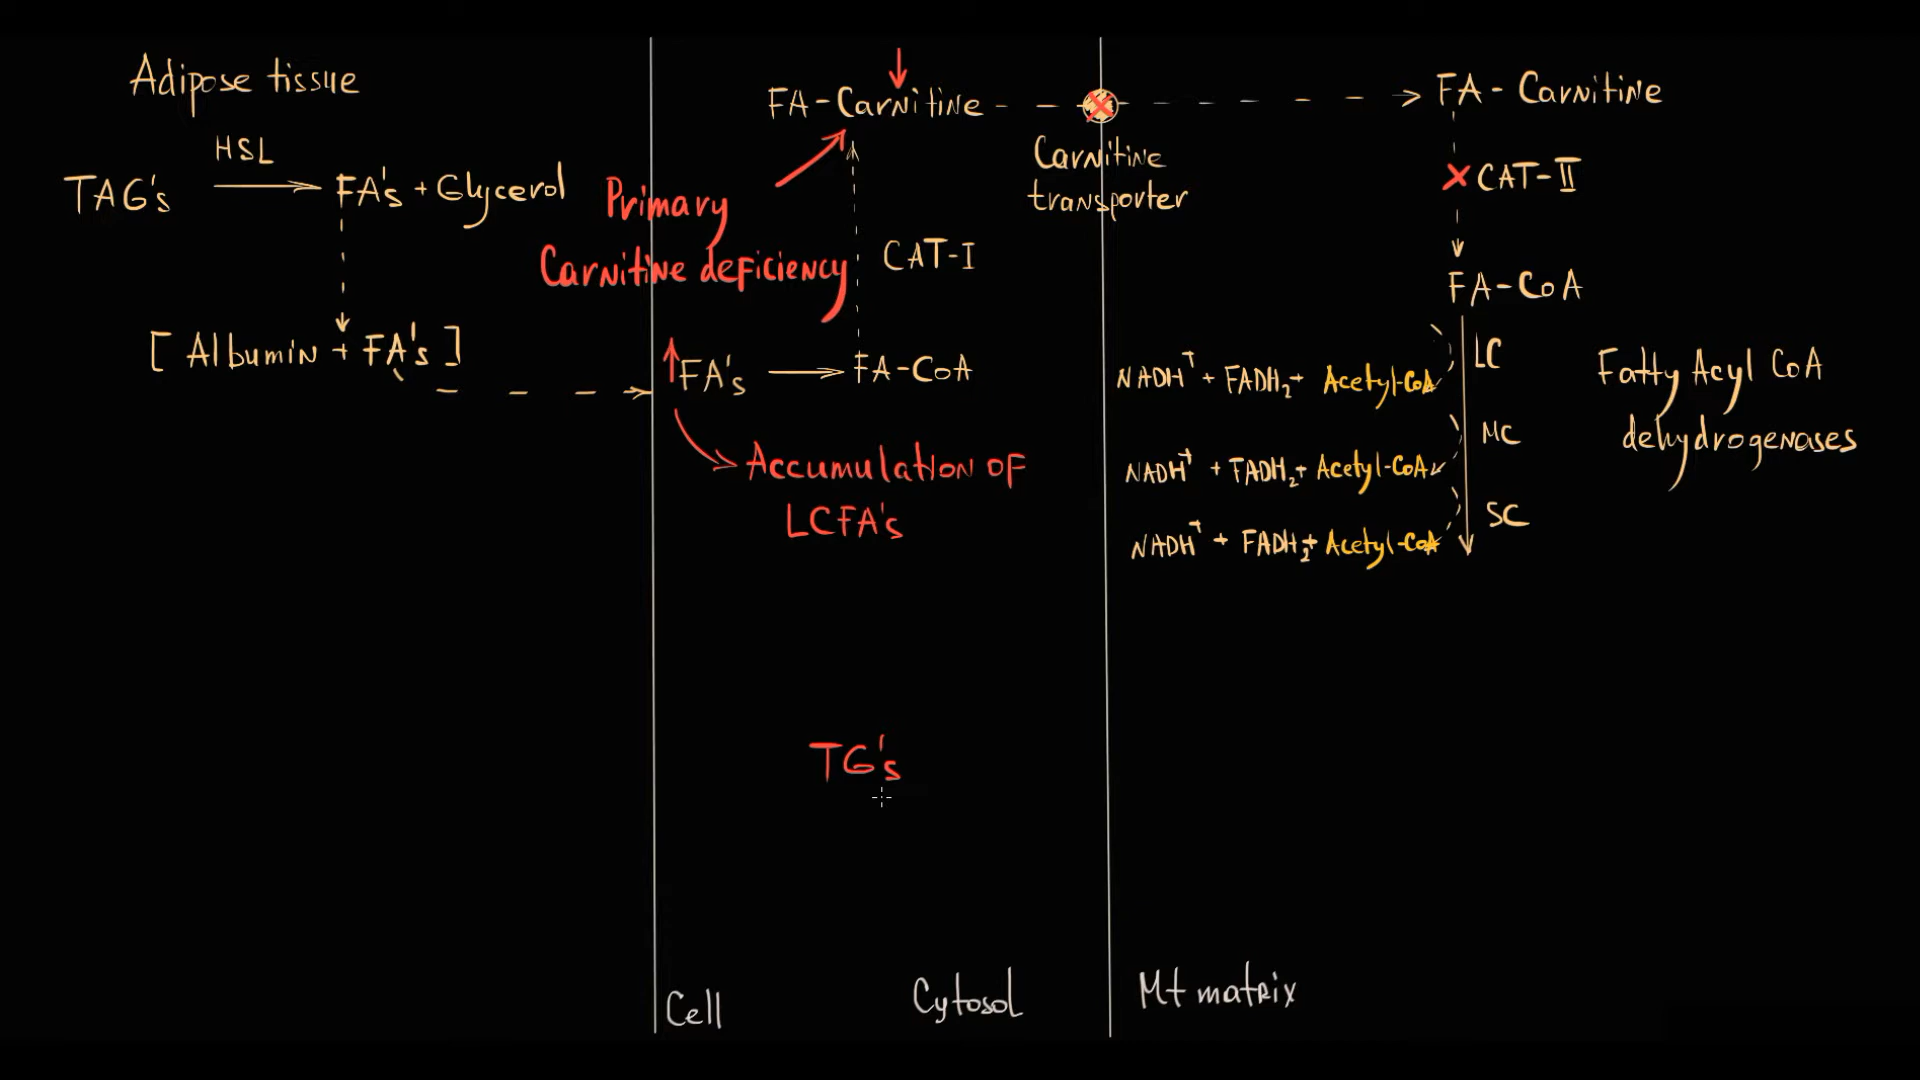 Adipose tissue
HSL
TAG's
FA's + Glycerol
[ Albumin + FA's ]
FA-Carnitine
Primary
Carnitine deficiency
CAT-I
FA's
FA-CoA
Accumulation of
LCFA's
TG's
Cell
Cytosol
Carnitine
transporter
FA - Carnitine
CAT-II
FA-CoA
LC
NADH+ + FADH2 + Acetyl-CoA
MC
NADH+ + FADH2 + Acetyl-CoA
SC
NADH+ + FADH2 + Acetyl-CoA
Fatty Acyl CoA
dehydrogenases
Mt matrix